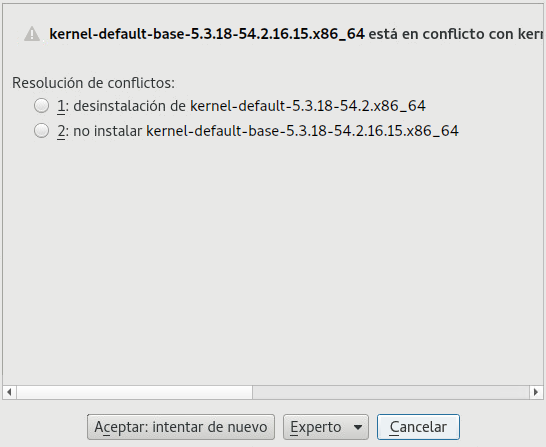 kernel-default-base-5.3.18-54.2.16.15.x86_64 está en conflicto con
Resolución de conflictos:
1: desinstalación de kernel-default-5.3.18-54.2.x86_64
2: no instalar kernel-default-base-5.3.18-54.2.16.15.x86_64
Aceptar: intentar de nuevo
Experto
Cancelar